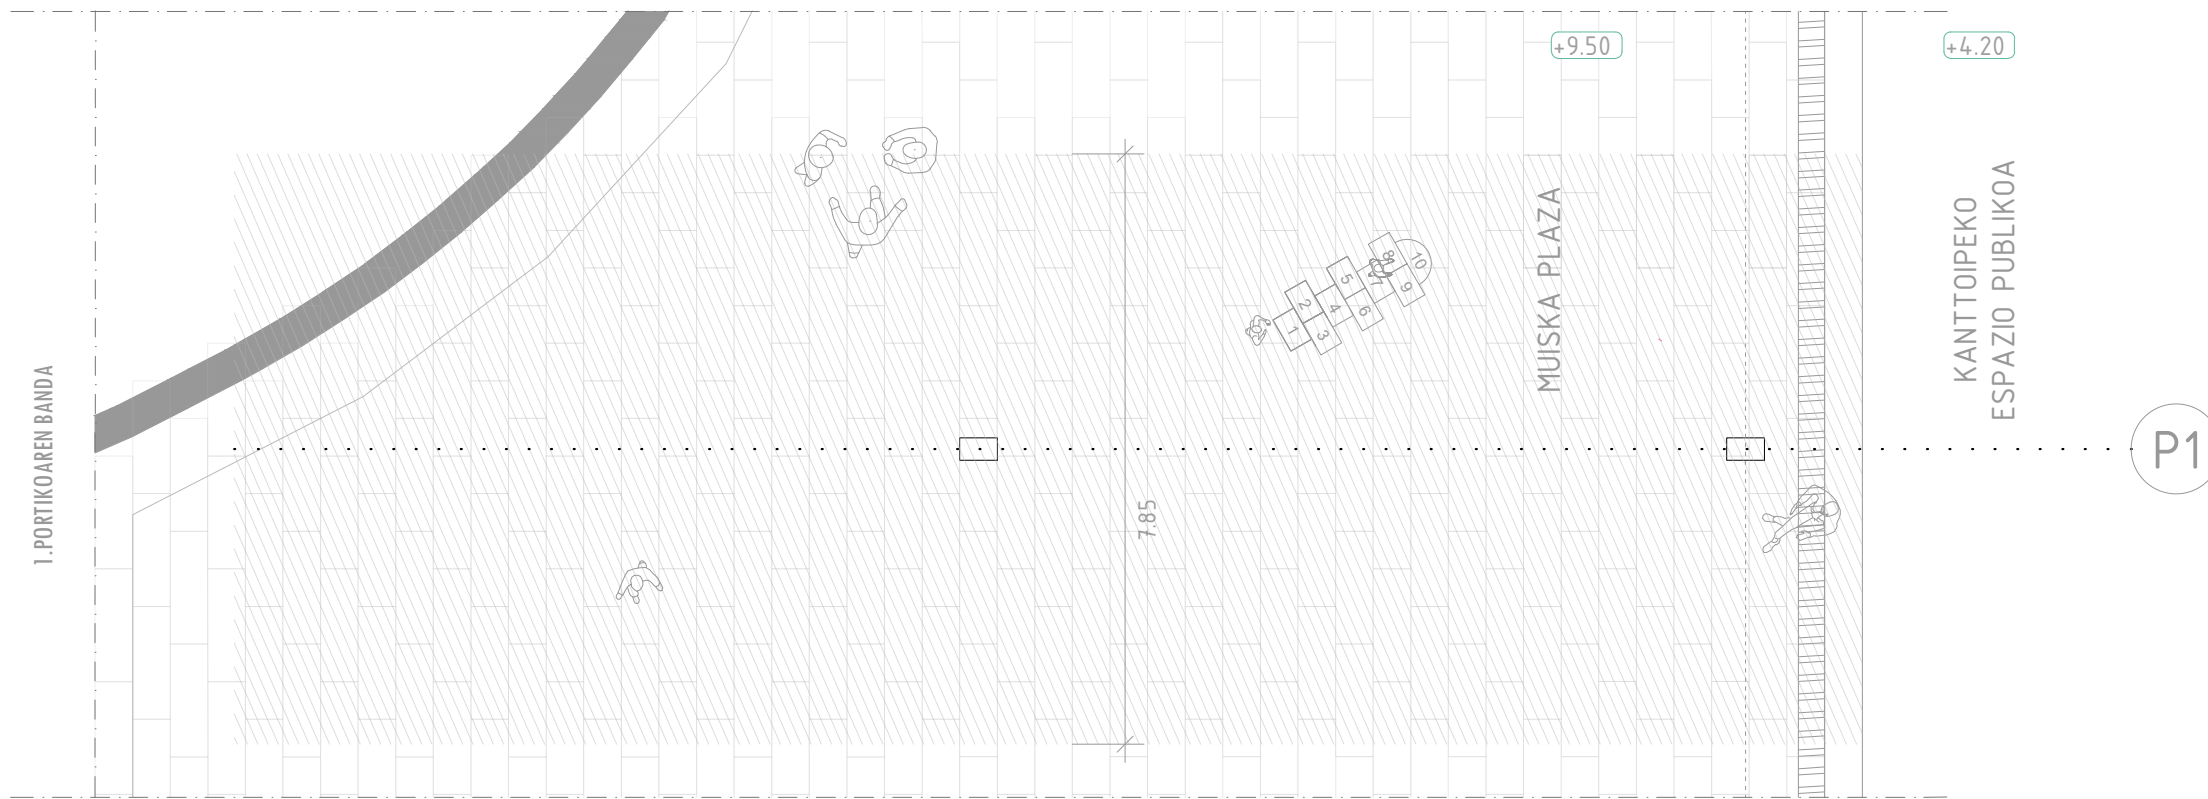 +9.50
+4.20
1.PORTIKOAREN BANDA
MUISKA PLAZA
KANTTOIPEKO
ESPAZIO PUBLIKOA
P1
7.85
1
2
3
4
5
6
7
8
9
10